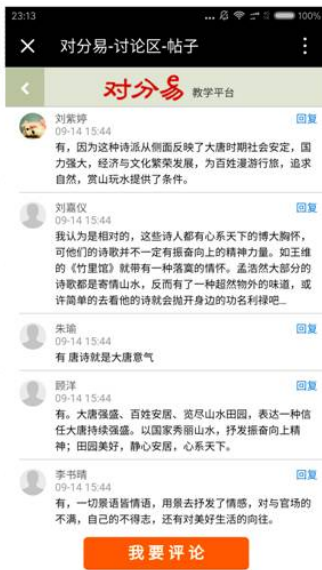 23:13
100%
对分易-讨论区-帖子
对分易 教学平台
刘紫婷
回复
09-14 15:44
有，因为这种诗派从侧面反映了大唐时期社会安定，国
力强大，经济与文化繁荣发展，为百姓漫游行旅，追求
自然，赏山玩水提供了条件。
刘嘉仪
回复
09-14 15:44
我认为是相对的，这些诗人都有心系天下的博大胸怀，
可他们的诗歌并不一定有振奋向上的精神力量。如王维
的《竹里馆》就带有一种落寞的情怀。孟浩然大部分的
诗歌都是寄情山水，反而有了一种超然物外的味道，或
许简单的去看他的诗就会抛开身边的功名利禄吧...
朱瑜
回复
09-14 15:44
有 唐诗就是大唐意气
顾洋
回复
09-14 15:44
有。大唐强盛、百姓安居、览尽山水田园，表达一种信
任大唐持续强盛。以国家秀丽山水，抒发振奋向上精
神；田园美好，静心安居，心系天下。
李书晴
回复
09-14 15:44
有，一切景语皆情语，用景去抒发了情感，对与官场的
不满，自己的不得志，还有对美好生活的向往。
我要评论